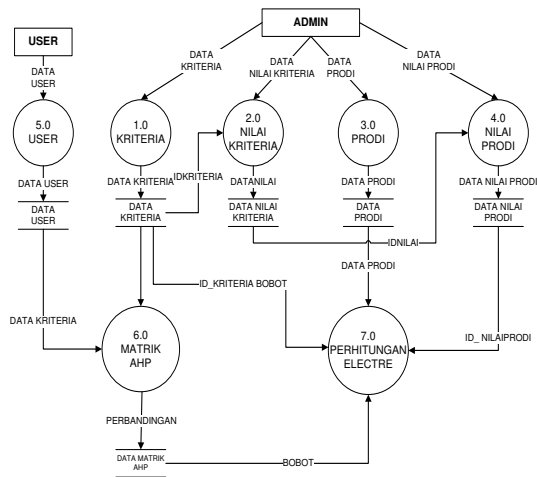 ADMIN
USER
DATA
USER
DATA
KRITERIA
DATA
NILAI KRITERIA
DATA
PRODI
DATA
NILAI PRODI
5.0
USER
1.0
KRITERIA
2.0
NILAI
KRITERIA
3.0
PRODI
4.0
NILAI
PRODI
DATA USER
DATA KRITERIA
IDKRITERIA
DATANILAI
DATA PRODI
DATA NILAI PRODI
DATA
USER
DATA
KRITERIA
DATA NILAI
KRITERIA
DATA
PRODI
DATA NILAI
PRODI
IDNILAI
DATA PRODI
ID_KRITERIA BOBOT
DATA KRITERIA
6.0
MATRIK
AHP
7.0
PERHITUNGAN
ELECTRE
ID_ NILAIPRODI
PERBANDINGAN
DATA MATRIK
AHP
BOBOT